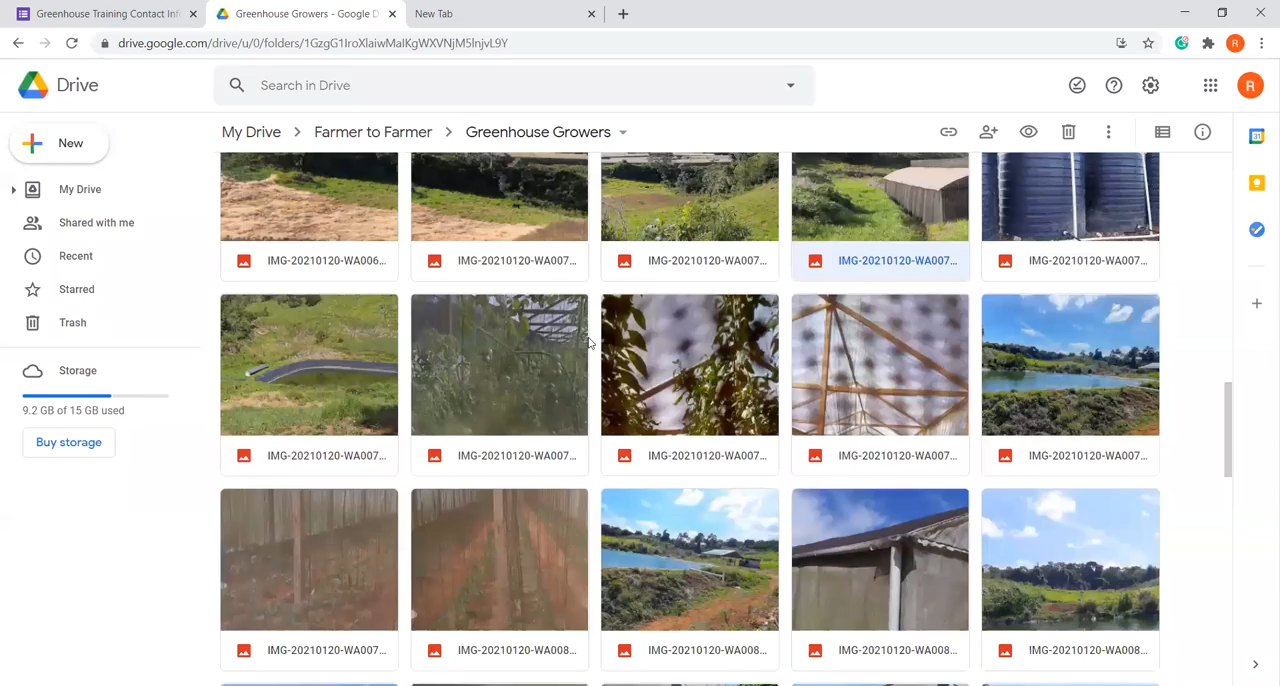 Greenhouse Training Contact Inf
Greenhouse Growers - Google D
New Tab
drive.google.com/drive/u/0/folders/1GzgG1IroXlaiwMaIKgWXVNjM5lnjvL9Y
R
Drive
Search in Drive
R
New
My Drive > Farmer to Farmer > Greenhouse Growers
31
My Drive
Shared with me
Recent
Starred
Trash
Storage
9.2 GB of 15 GB used
Buy storage
IMG-20210120-WA006...
IMG-20210120-WA007...
IMG-20210120-WA007...
IMG-20210120-WA007...
IMG-20210120-WA007...
IMG-20210120-WA007...
IMG-20210120-WA007...
IMG-20210120-WA007...
IMG-20210120-WA007...
IMG-20210120-WA007...
IMG-20210120-WA007...
IMG-20210120-WA008...
IMG-20210120-WA008...
IMG-20210120-WA008...
IMG-20210120-WA008...